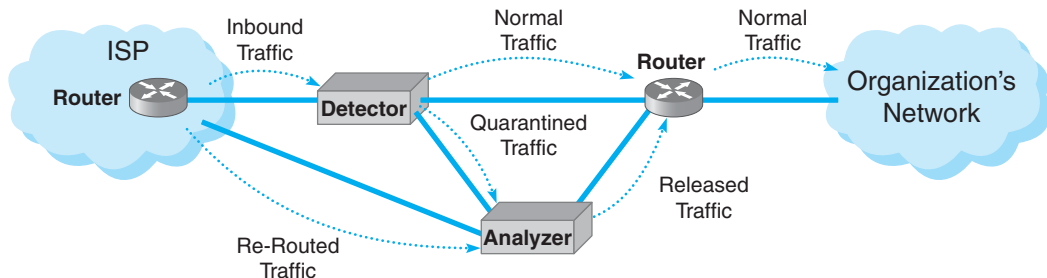 ISP
Router
Inbound
Traffic
Detector
Normal
Traffic
Router
Normal
Traffic
Organization's
Network
Quarantined
Traffic
Released
Traffic
Analyzer
Re-Routed
Traffic